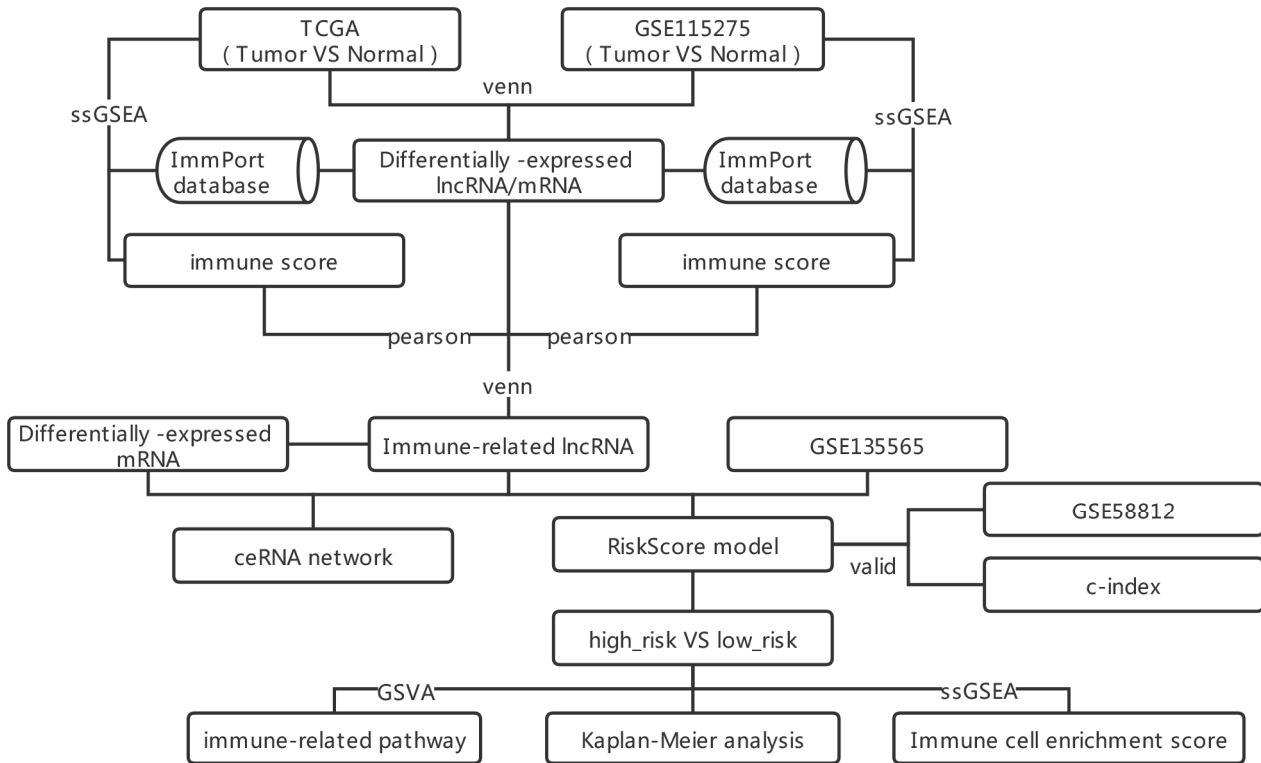 TCGA
( Tumor VS Normal )
GSE115275
( Tumor VS Normal )
venn
ssGSEA
ssGSEA
ImmPort
database
Differentially -expressed
lncRNA/mRNA
ImmPort
database
immune score
immune score
pearson
pearson
venn
Differentially -expressed
mRNA
Immune-related lncRNA
GSE135565
GSE58812
ceRNA network
RiskScore model
valid
c-index
high_risk VS low_risk
GSVA
ssGSEA
immune-related pathway
Kaplan-Meier analysis
Immune cell enrichment score